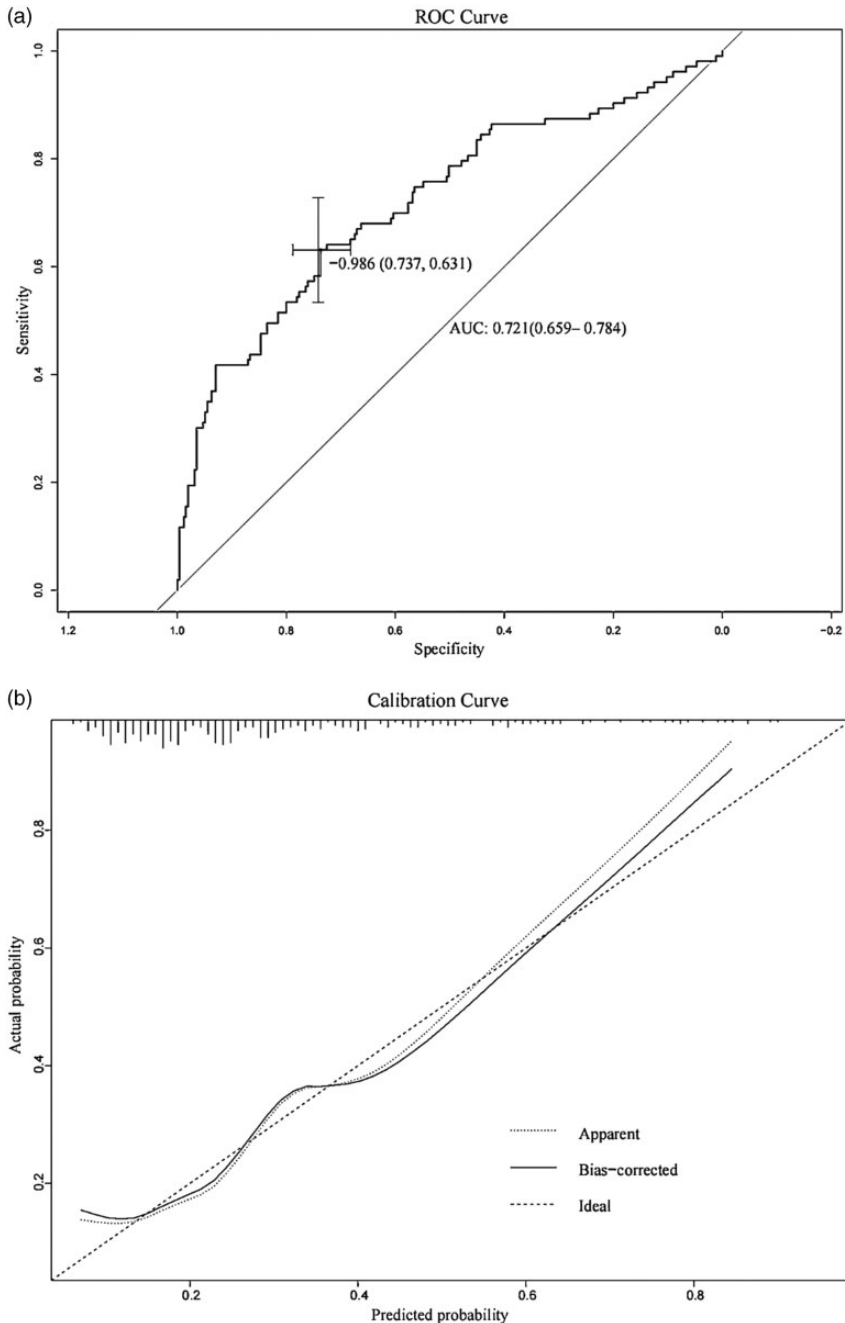 (a)
ROC Curve
1.0
0.8
0.6
0.4
0.2
0.0
Sensitivity
−0.986 (0.737, 0.631)
AUC: 0.721(0.659– 0.784)
1.2 1.0 0.8 0.6 0.4 0.2 0.0 −0.2
Specificity
(b)
Calibration Curve
0.8
0.6
0.4
0.2
Actual probability
Apparent
Bias−corrected
Ideal
0.2 0.4 0.6 0.8
Predicted probability